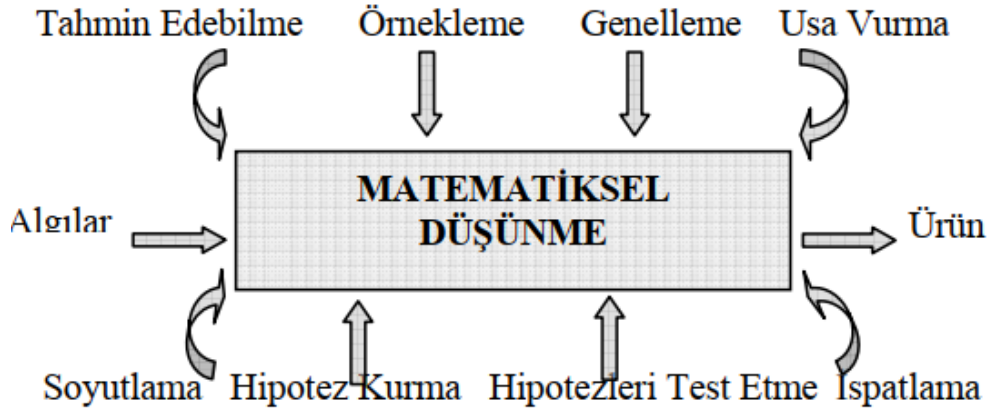 Tahmin Edebilme Örnekleme Genelleme Usa Vurma
MATEMATİKSEL
DÜŞÜNME
Algılar
Ürün
Soyutlama Hipotez Kurma Hipotezleri Test Etme İspatlama